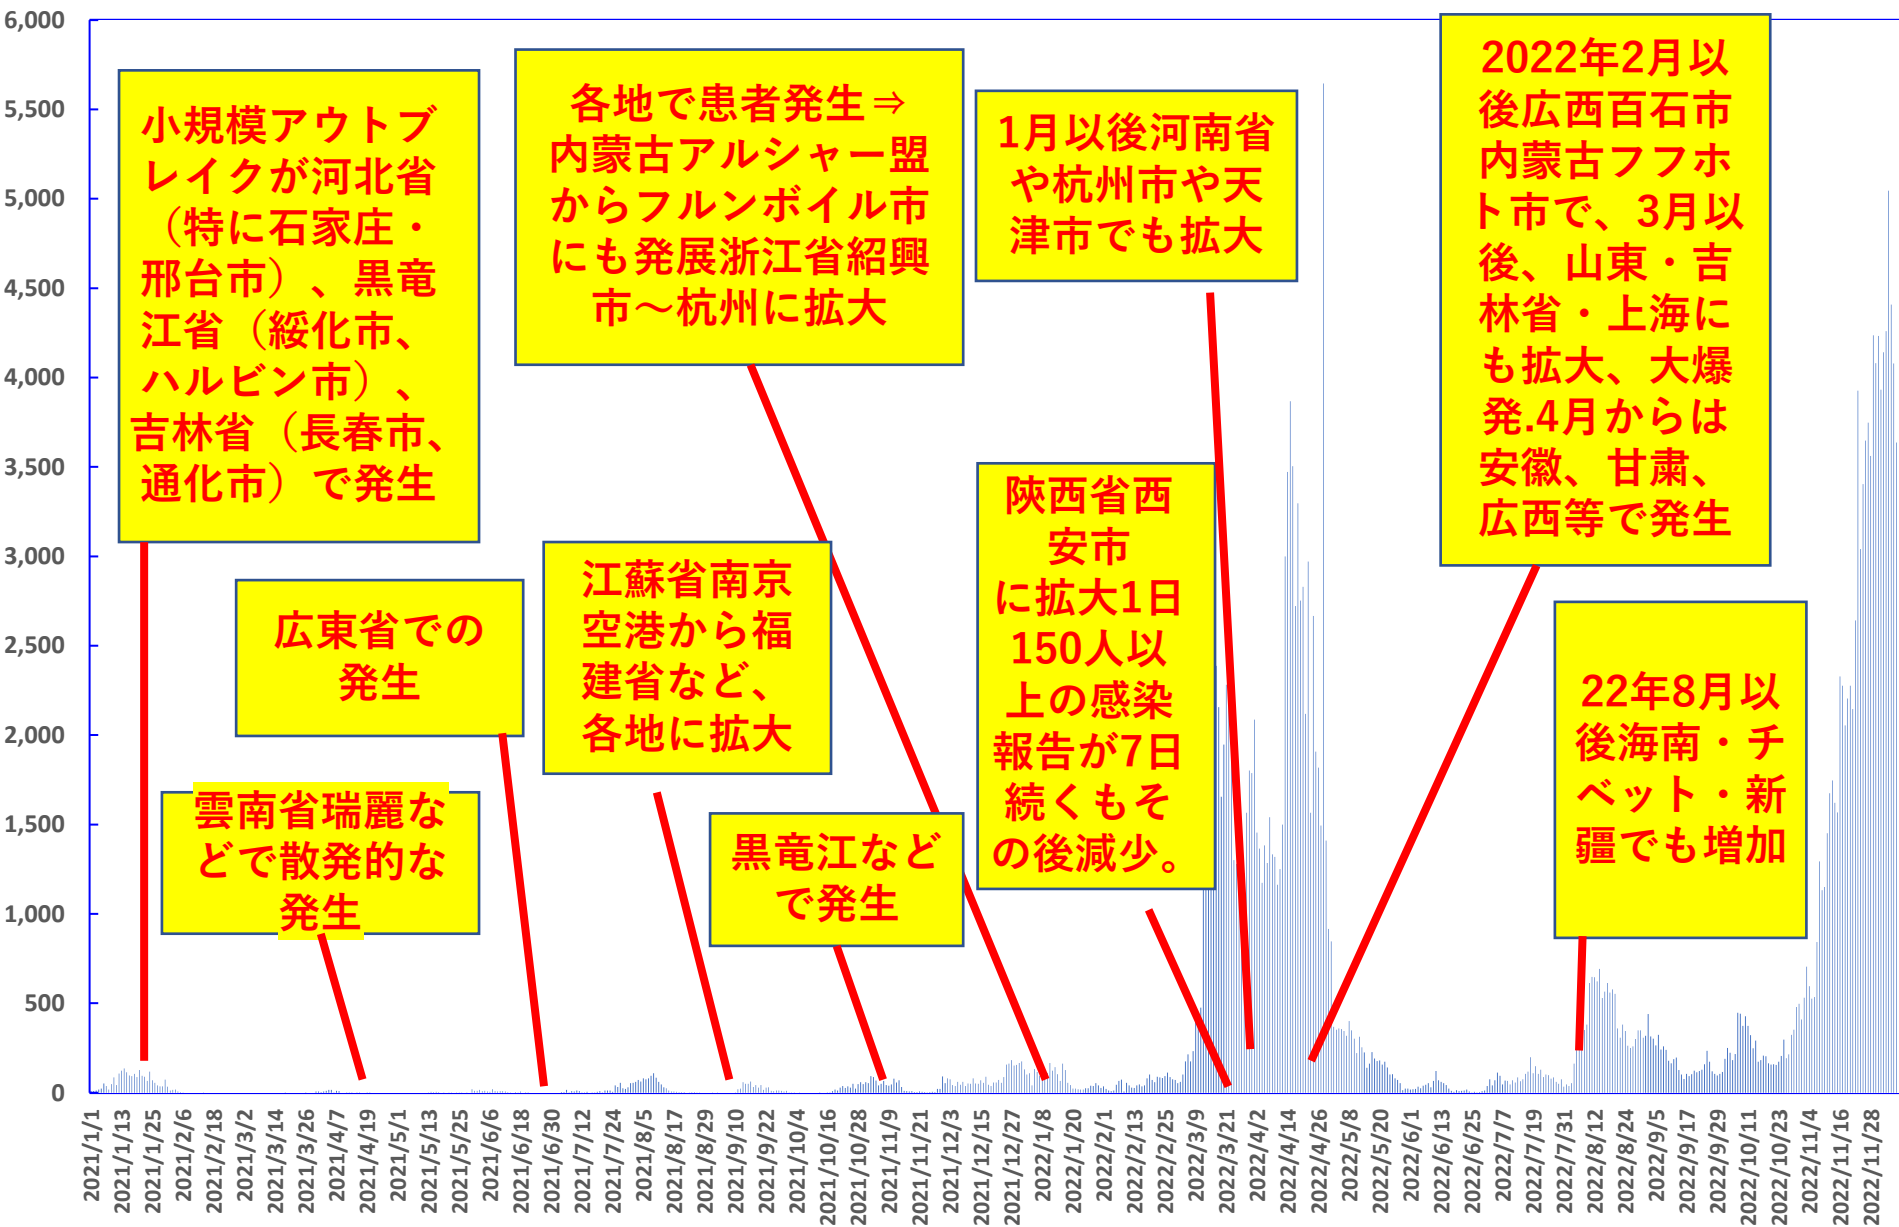 6,000
5,500
5,000
4,500
4,000
3,500
3,000
2,500
2,000
1,500
1,000
500
0
小規模アウトブ
レイクが河北省
（特に石家庄・
邢台市）、黒竜
江省（綏化市、
ハルビン市）、
吉林省（長春市、
通化市）で発生
各地で患者発生⇒
内蒙古アルシャー盟
からフルンボイル市
にも発展浙江省紹興
市～杭州に拡大
1月以後河南省
や杭州市や天
津市でも拡大
2022年2月以
後広西百石市
内蒙古フフホ
ト市で、3月以
後、山東・吉
林省・上海に
も拡大、大爆
発.4月からは
安徽、甘粛、
広西等で発生
広東省での
発生
江蘇省南京
空港から福
建省など、
各地に拡大
陝西省西
安市
に拡大1日
150人以
上の感染
報告が7日
続くもそ
の後減少。
22年8月以
後海南・チ
ベット・新
疆でも増加
雲南省瑞麗な
どで散発的な
発生
黒竜江など
で発生
2021/1/1
2021/1/13
2021/1/25
2021/2/6
2021/2/18
2021/3/2
2021/3/14
2021/3/26
2021/4/7
2021/4/19
2021/5/1
2021/5/13
2021/5/25
2021/6/6
2021/6/18
2021/6/30
2021/7/12
2021/7/24
2021/8/5
2021/8/17
2021/8/29
2021/9/10
2021/9/22
2021/10/4
2021/10/16
2021/10/28
2021/11/9
2021/11/21
2021/12/3
2021/12/15
2021/12/27
2022/1/8
2022/1/20
2022/2/1
2022/2/13
2022/2/25
2022/3/9
2022/3/21
2022/4/2
2022/4/14
2022/4/26
2022/5/8
2022/5/20
2022/6/1
2022/6/13
2022/6/25
2022/7/7
2022/7/19
2022/7/31
2022/8/12
2022/8/24
2022/9/5
2022/9/17
2022/9/29
2022/10/11
2022/10/23
2022/11/4
2022/11/16
2022/11/28